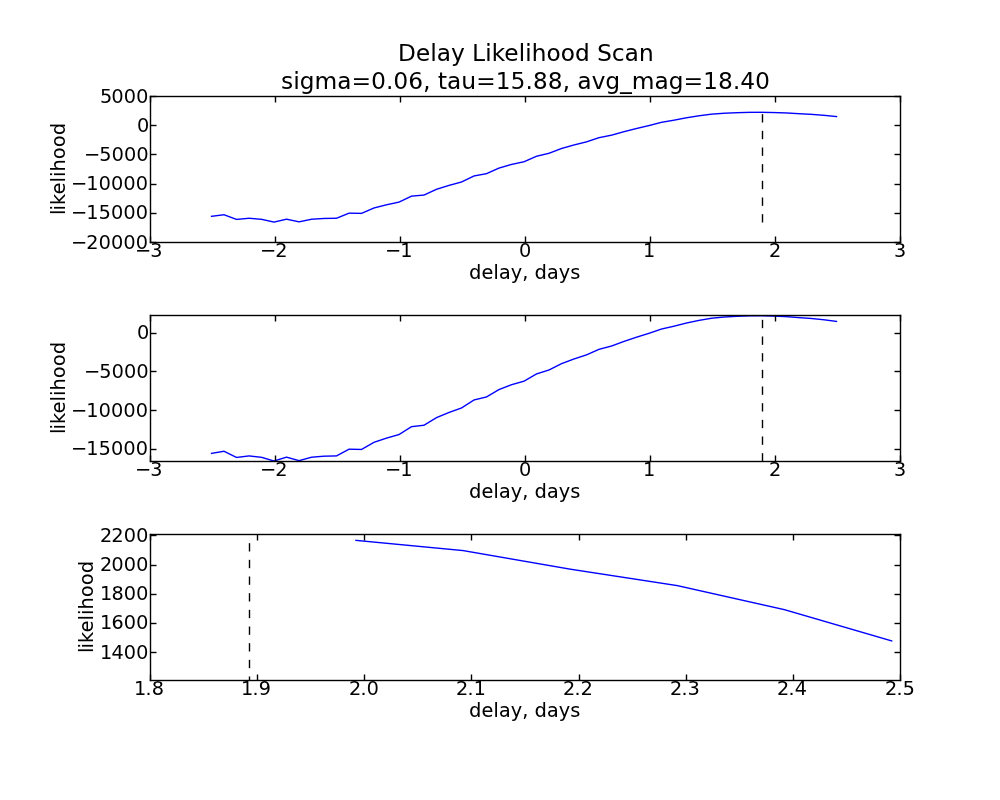 Delay Likelihood Scan
sigma=0.06, tau=15.88, avg_mag=18.40
5000
0
−5000
−10000
−15000
−20000
likelihood
−3 −2 −1 0 1 2 3
delay, days
0
−5000
−10000
−15000
likelihood
−3 −2 −1 0 1 2 3
delay, days
2200
2000
1800
1600
1400
likelihood
1.8 1.9 2.0 2.1 2.2 2.3 2.4 2.5
delay, days